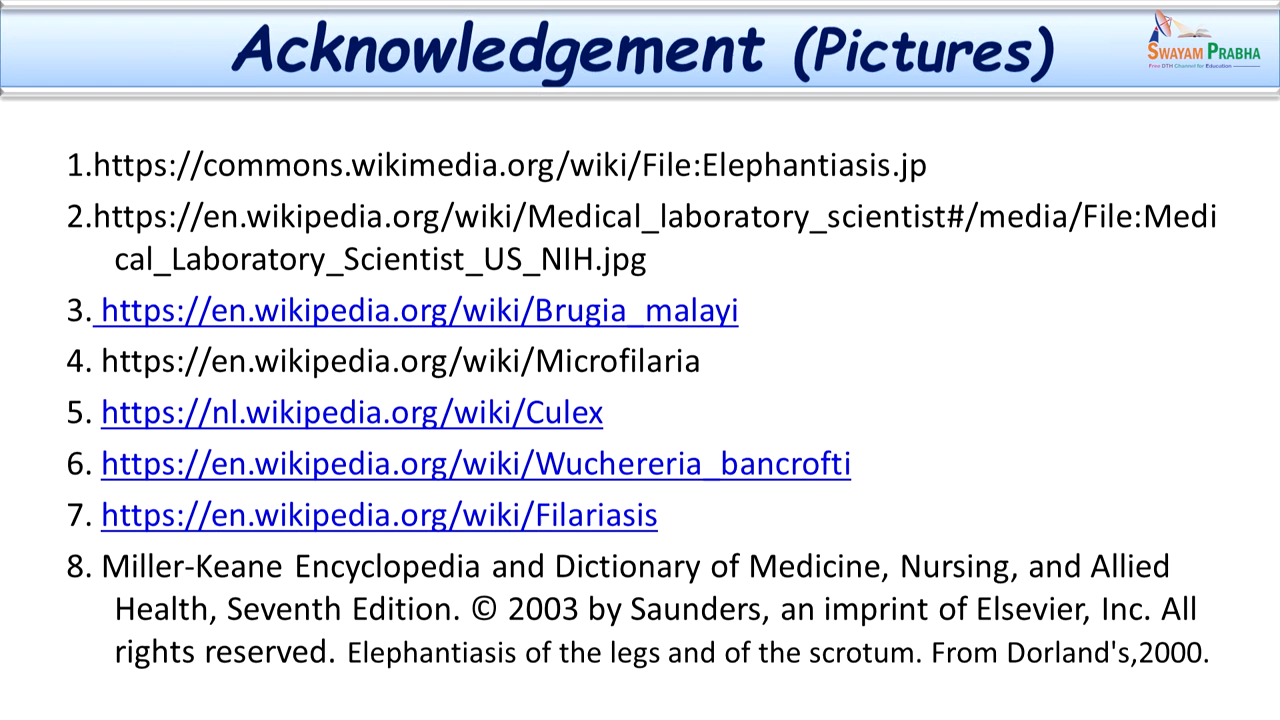 Acknowledgement (Pictures)
SWAYAM PRABHA
Free DTH Channel for Education
1.https://commons.wikimedia.org/wiki/File:Elephantiasis.jp
2.https://en.wikipedia.org/wiki/Medical_laboratory_scientist#/media/File:Medi
cal_Laboratory_Scientist_US_NIH.jpg
3. https://en.wikipedia.org/wiki/Brugia_malayi
4. https://en.wikipedia.org/wiki/Microfilaria
5. https://nl.wikipedia.org/wiki/Culex
6. https://en.wikipedia.org/wiki/Wuchereria_bancrofti
7. https://en.wikipedia.org/wiki/Filariasis
8. Miller-Keane Encyclopedia and Dictionary of Medicine, Nursing, and Allied
Health, Seventh Edition. © 2003 by Saunders, an imprint of Elsevier, Inc. All
rights reserved. Elephantiasis of the legs and of the scrotum. From Dorland's,2000.